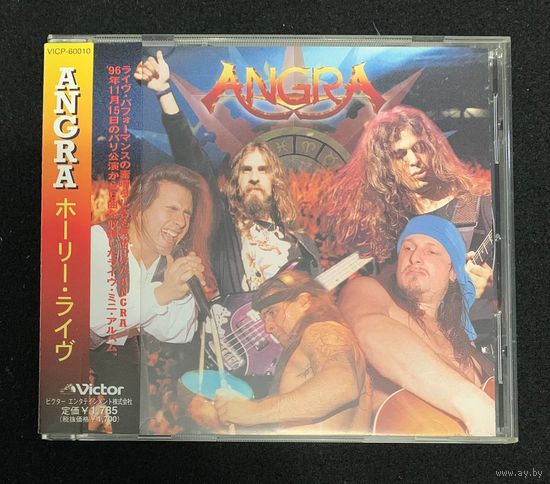 VICP-60010
ANGRA
ホーリー・ライヴ
ライヴ・パフォーマンスの
'96年11月15日のパリ公演から
ANGRA
ライヴ・ミニ・アルバム。
Victor
ビクター エンタテインメント株式会社
定価￥1,785
(税抜価格￥1,700)
ANGRA
www.ay.by